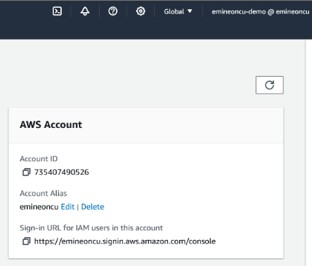 Global ▼ emineoncu-demo @ emineoncu
AWS Account
Account ID
735407490526
Account Alias
emineoncu Edit | Delete
Sign-in URL for IAM users in this account
https://emineoncu.signin.aws.amazon.com/console